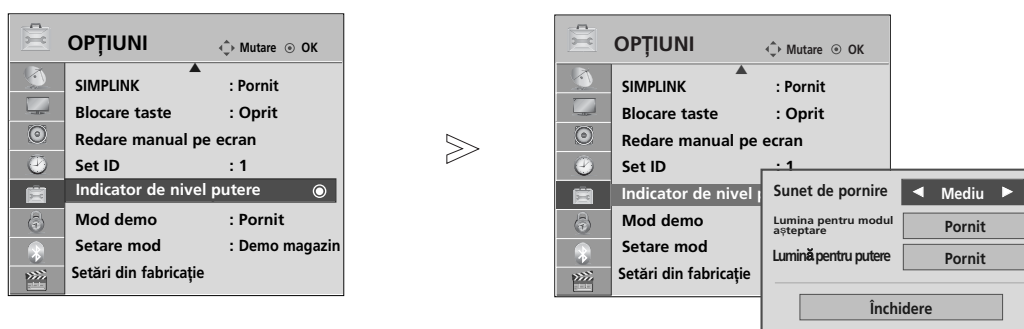 OPȚIUNI Mutare OK
SIMPLINK : Pornit
Blocare taste : Oprit
Redare manual pe ecran
Set ID : 1
Indicator de nivel putere
Mod demo : Pornit
Setare mod : Demo magazin
Setări din fabricație
OPȚIUNI Mutare OK
SIMPLINK : Pornit
Blocare taste : Oprit
Redare manual pe ecran
Set ID : 1
Indicator de nivel
Mod demo
Setare mod
Setări din fabricație
Sunet de pornire ◄ Mediu ►
Lumina pentru modul
așteptare Pornit
Lumină pentru putere Pornit
Închidere